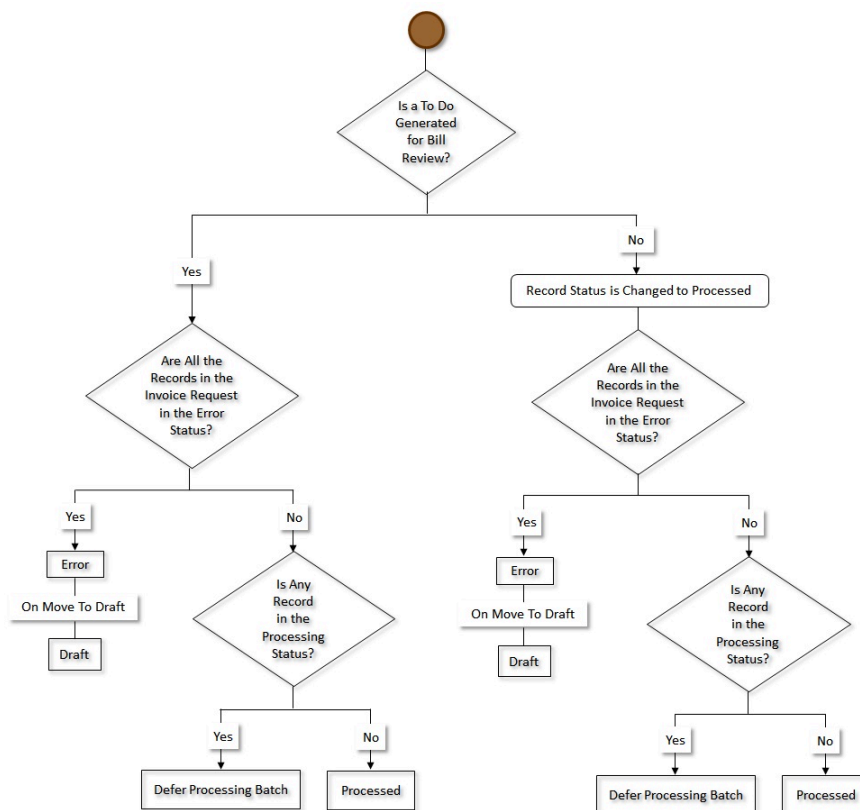 Is a To Do
Generated
for Bill
Review?
Yes
No
Record Status is Changed to Processed
Are All the
Records in the
Invoice Request
in the Error
Status?
Are All the
Records in the
Invoice Request
in the Error
Status?
Yes
No
Yes
No
Error
On Move To Draft
Draft
Is Any
Record
in the
Processing
Status?
Error
On Move To Draft
Draft
Is Any
Record
in the
Processing
Status?
Yes
No
Yes
No
Defer Processing Batch
Processed
Defer Processing Batch
Processed